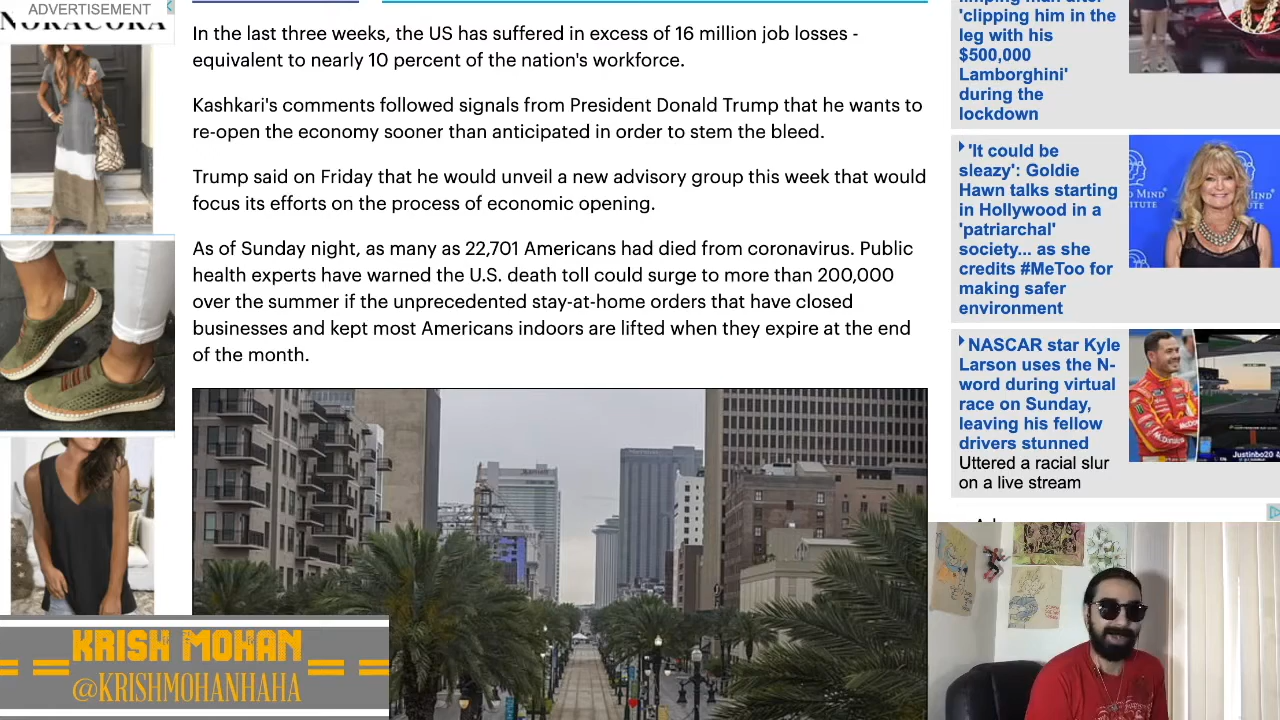 ADVERTISEMENT
NORACORA
In the last three weeks, the US has suffered in excess of 16 million job losses -
equivalent to nearly 10 percent of the nation's workforce.
Kashkari's comments followed signals from President Donald Trump that he wants to
re-open the economy sooner than anticipated in order to stem the bleed.
Trump said on Friday that he would unveil a new advisory group this week that would
focus its efforts on the process of economic opening.
As of Sunday night, as many as 22,701 Americans had died from coronavirus. Public
health experts have warned the U.S. death toll could surge to more than 200,000
over the summer if the unprecedented stay-at-home orders that have closed
businesses and kept most Americans indoors are lifted when they expire at the end
of the month.
'clipping him in the
leg with his
$500,000
Lamborghini'
during the
lockdown
'It could be
sleazy': Goldie
Hawn talks starting
in Hollywood in a
'patriarchal'
society... as she
credits #MeToo for
making safer
environment
NASCAR star Kyle
Larson uses the N-
word during virtual
race on Sunday,
leaving his fellow
drivers stunned
Uttered a racial slur
on a live stream
Justinbo20
KRISH MOHAN
@KRISHMOHANHAHA